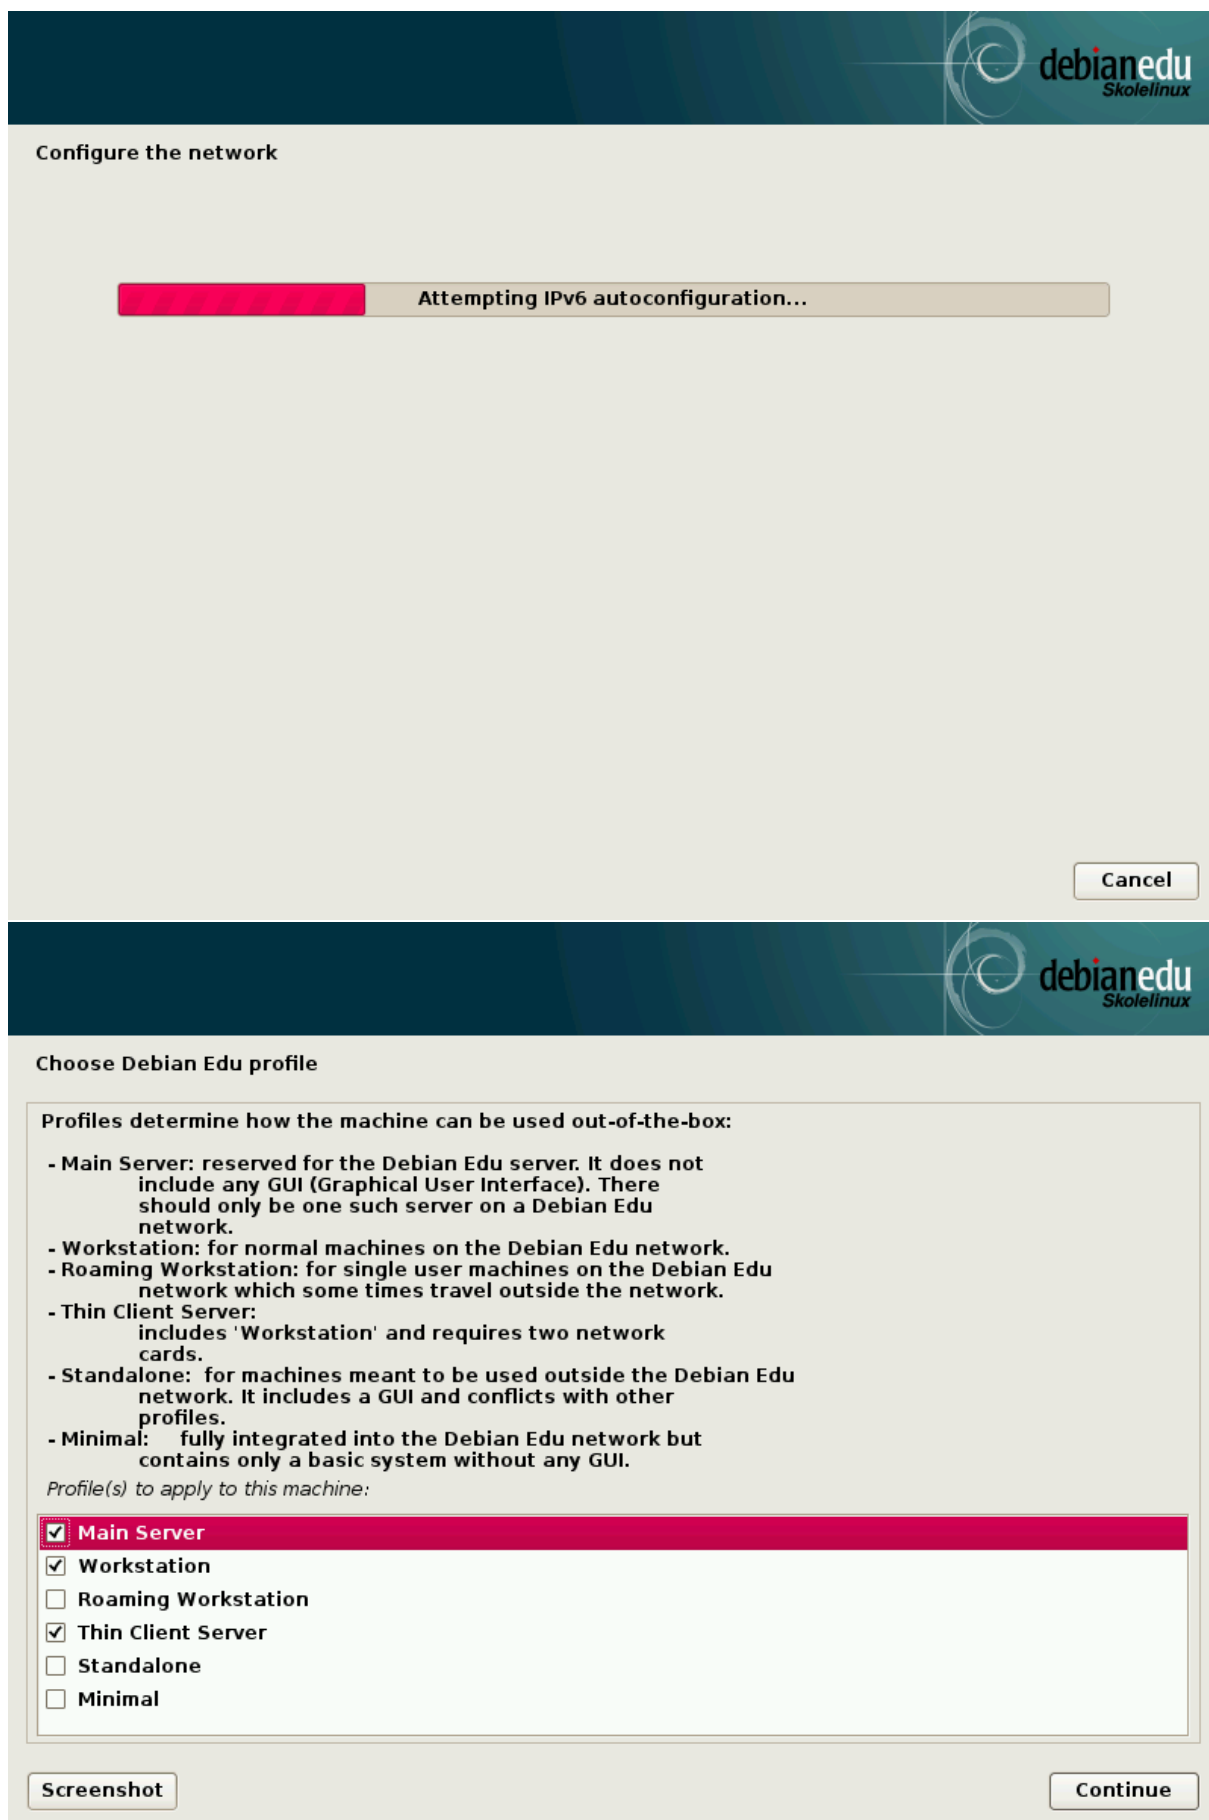 debianedu
Skolelinux
Configure the network
Attempting IPv6 autoconfiguration...
Cancel
debianedu
Skolelinux
Choose Debian Edu profile
Profiles determine how the machine can be used out-of-the-box:
- Main Server: reserved for the Debian Edu server. It does not
include any GUI (Graphical User Interface). There
should only be one such server on a Debian Edu
network.
- Workstation: for normal machines on the Debian Edu network.
- Roaming Workstation: for single user machines on the Debian Edu
network which some times travel outside the network.
- Thin Client Server:
includes 'Workstation' and requires two network
cards.
- Standalone: for machines meant to be used outside the Debian Edu
network. It includes a GUI and conflicts with other
profiles.
- Minimal: fully integrated into the Debian Edu network but
contains only a basic system without any GUI.
Profile(s) to apply to this machine:
Main Server
Workstation
Roaming Workstation
Thin Client Server
Standalone
Minimal
Screenshot
Continue